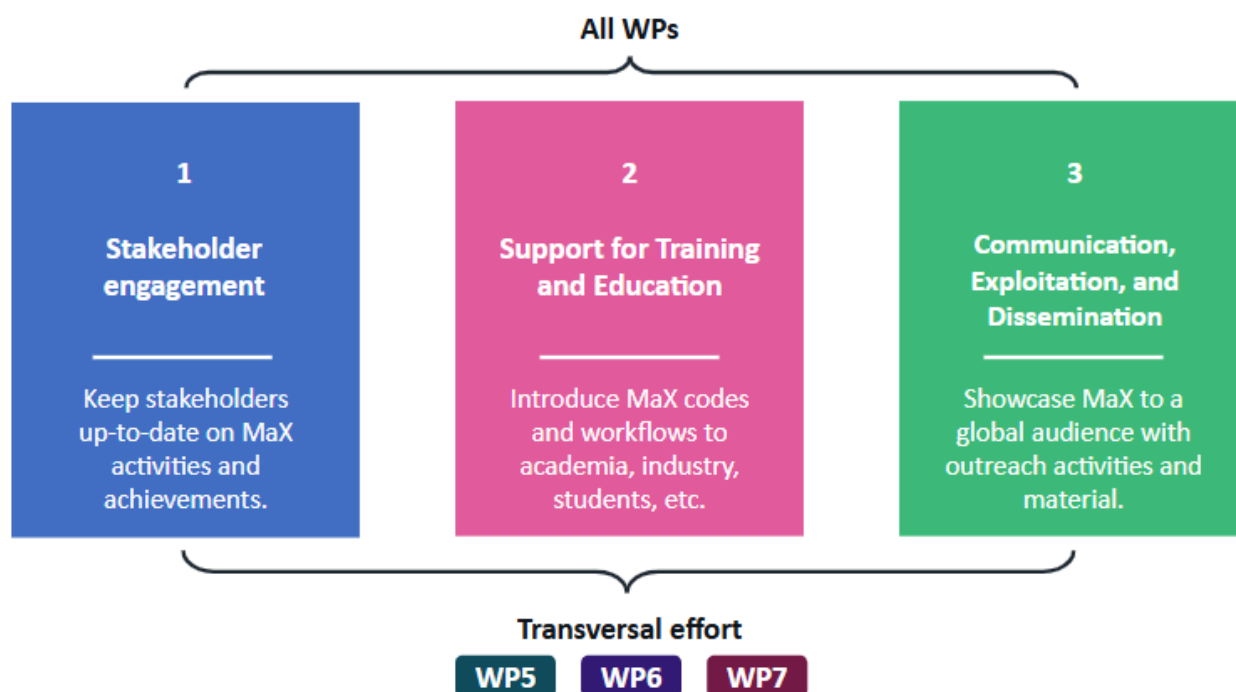 All WPs
1
Stakeholder
engagement
Keep stakeholders
up-to-date on MaX
activities and
achievements.
2
Support for Training
and Education
Introduce MaX codes
and workflows to
academia, industry,
students, etc.
3
Communication,
Exploitation, and
Dissemination
Showcase MaX to a
global audience with
outreach activities and
material.
Transversal effort
WP5 WP6 WP7